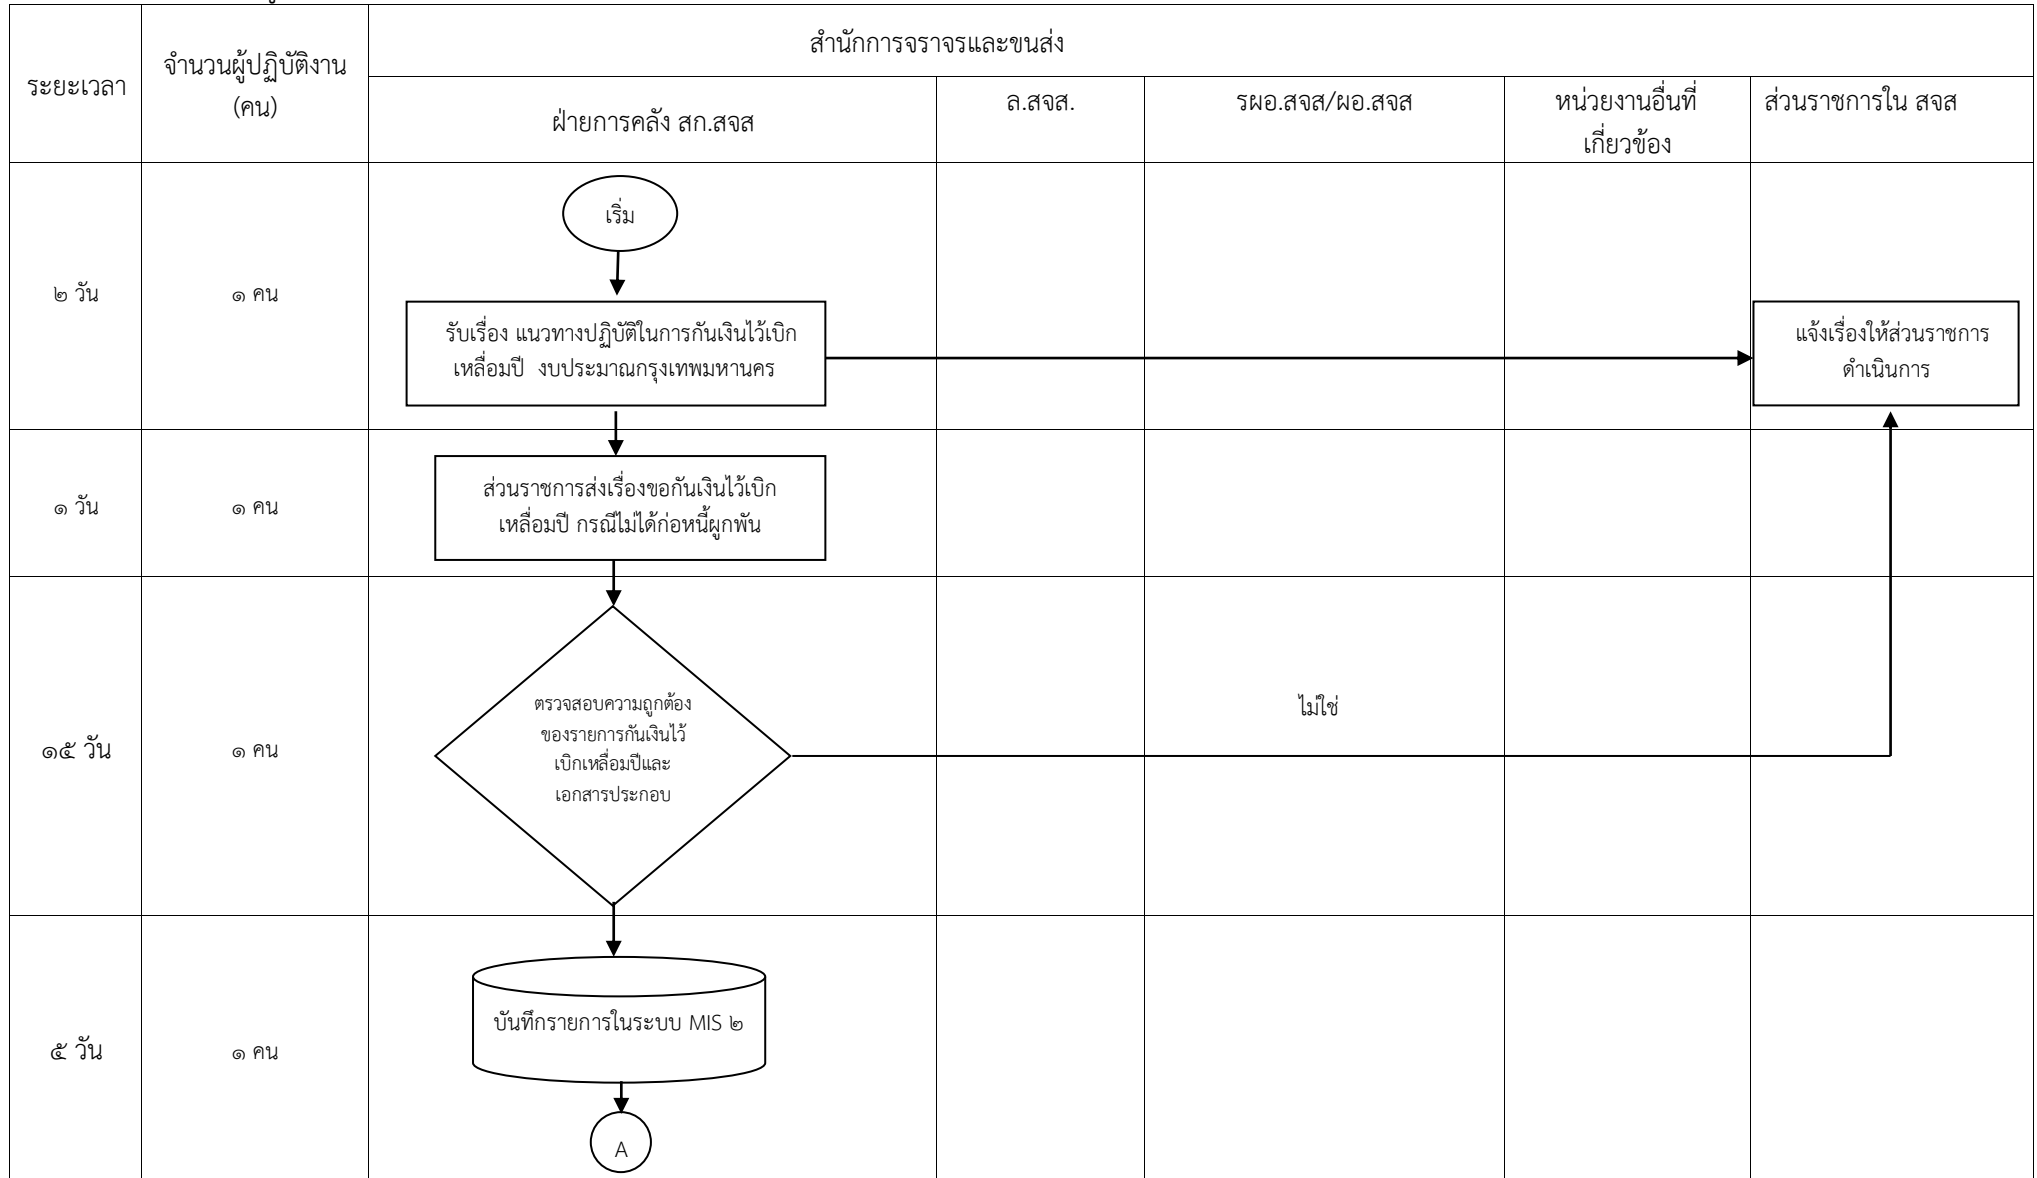 ระยะเวลา
จำนวนผู้ปฏิบัติงาน
(คน)
สำนักการจราจรและขนส่ง
ฝ่ายการคลัง สก.สจส
ล.สจส.
รผอ.สจส/ผอ.สจส
หน่วยงานอื่นที่
เกี่ยวข้อง
ส่วนราชการใน สจส
เริ่ม
๒ วัน
๑ คน
รับเรื่อง แนวทางปฏิบัติในการกันเงินไว้เบิก
เหลื่อมปี งบประมาณกรุงเทพมหานคร
แจ้งเรื่องให้ส่วนราชการ
ดำเนินการ
๑ วัน
๑ คน
ส่วนราชการส่งเรื่องขอกันเงินไว้เบิก
เหลื่อมปี กรณีไม่ได้ก่อหนี้ผูกพัน
๑๕ วัน
๑ คน
ตรวจสอบความถูกต้อง
ของรายการกันเงินไว้
เบิกเหลื่อมปีและ
เอกสารประกอบ
ไม่ใช่
๕ วัน
๑ คน
บันทึกรายการในระบบ MIS ๒
A